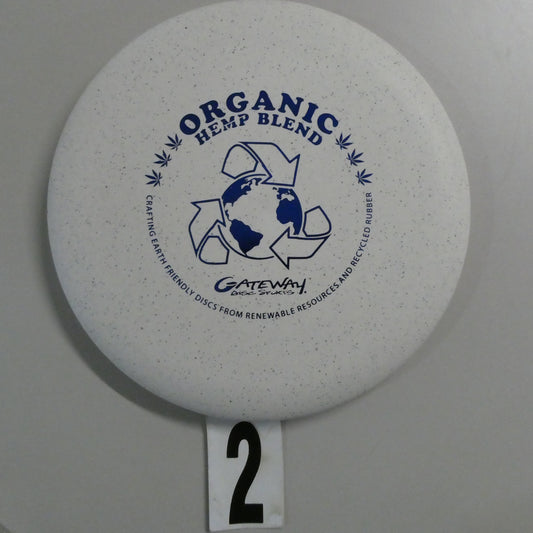 ORGANIC
HEMP BLEND
GATEWAY
DISC SPORTS
CRAFTING EARTH FRIENDLY DISCS FROM RENEWABLE RESOURCES AND RECYCLED RUBBER
2